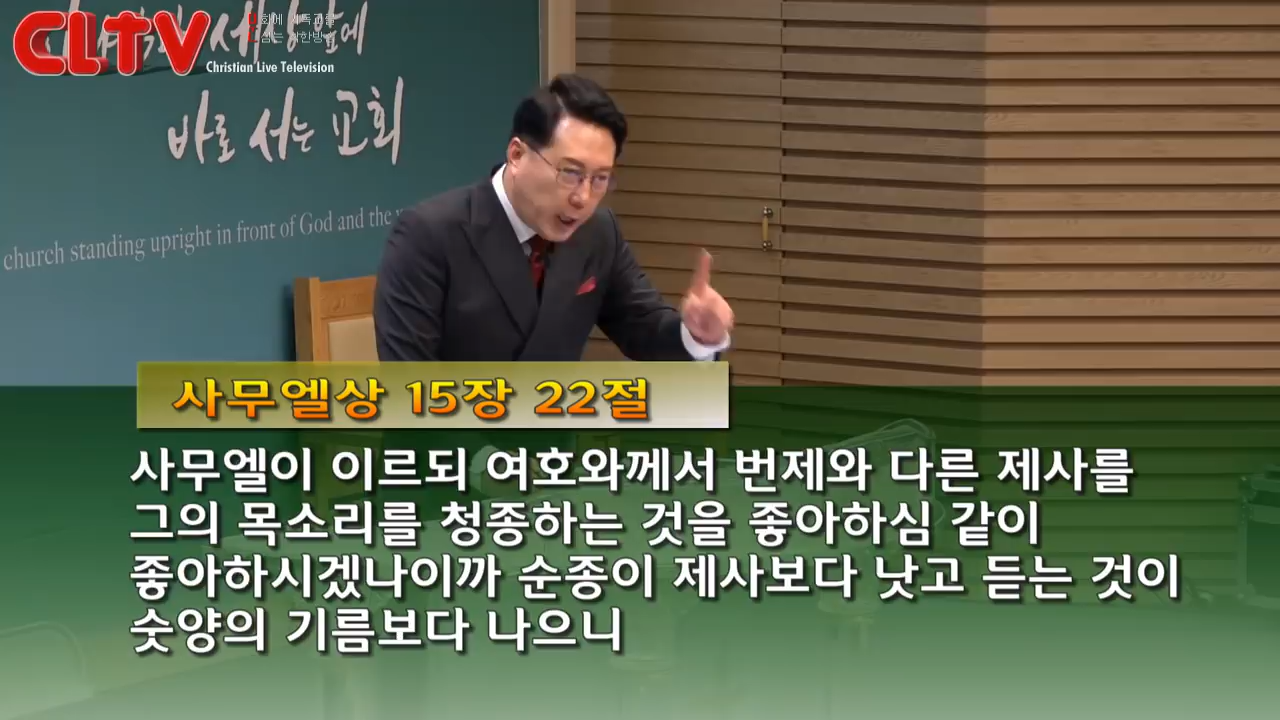 CLTV
Christian Live Television
세상 앞에
바로 서는 교회
church standing upright in front of God and the
사무엘상 15장 22절
사무엘이 이르되 여호와께서 번제와 다른 제사를
그의 목소리를 청종하는 것을 좋아하심 같이
좋아하시겠나이까 순종이 제사보다 낫고 듣는 것이
숫양의 기름보다 나으니